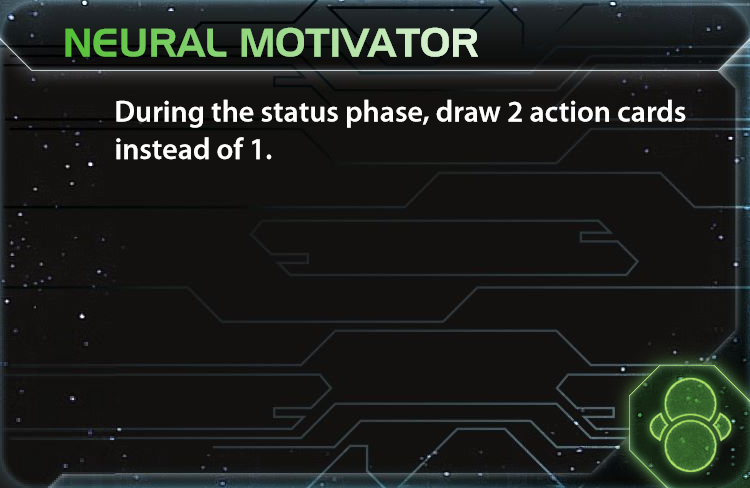 NEURAL MOTIVATOR
During the status phase, draw 2 action cards
instead of 1.